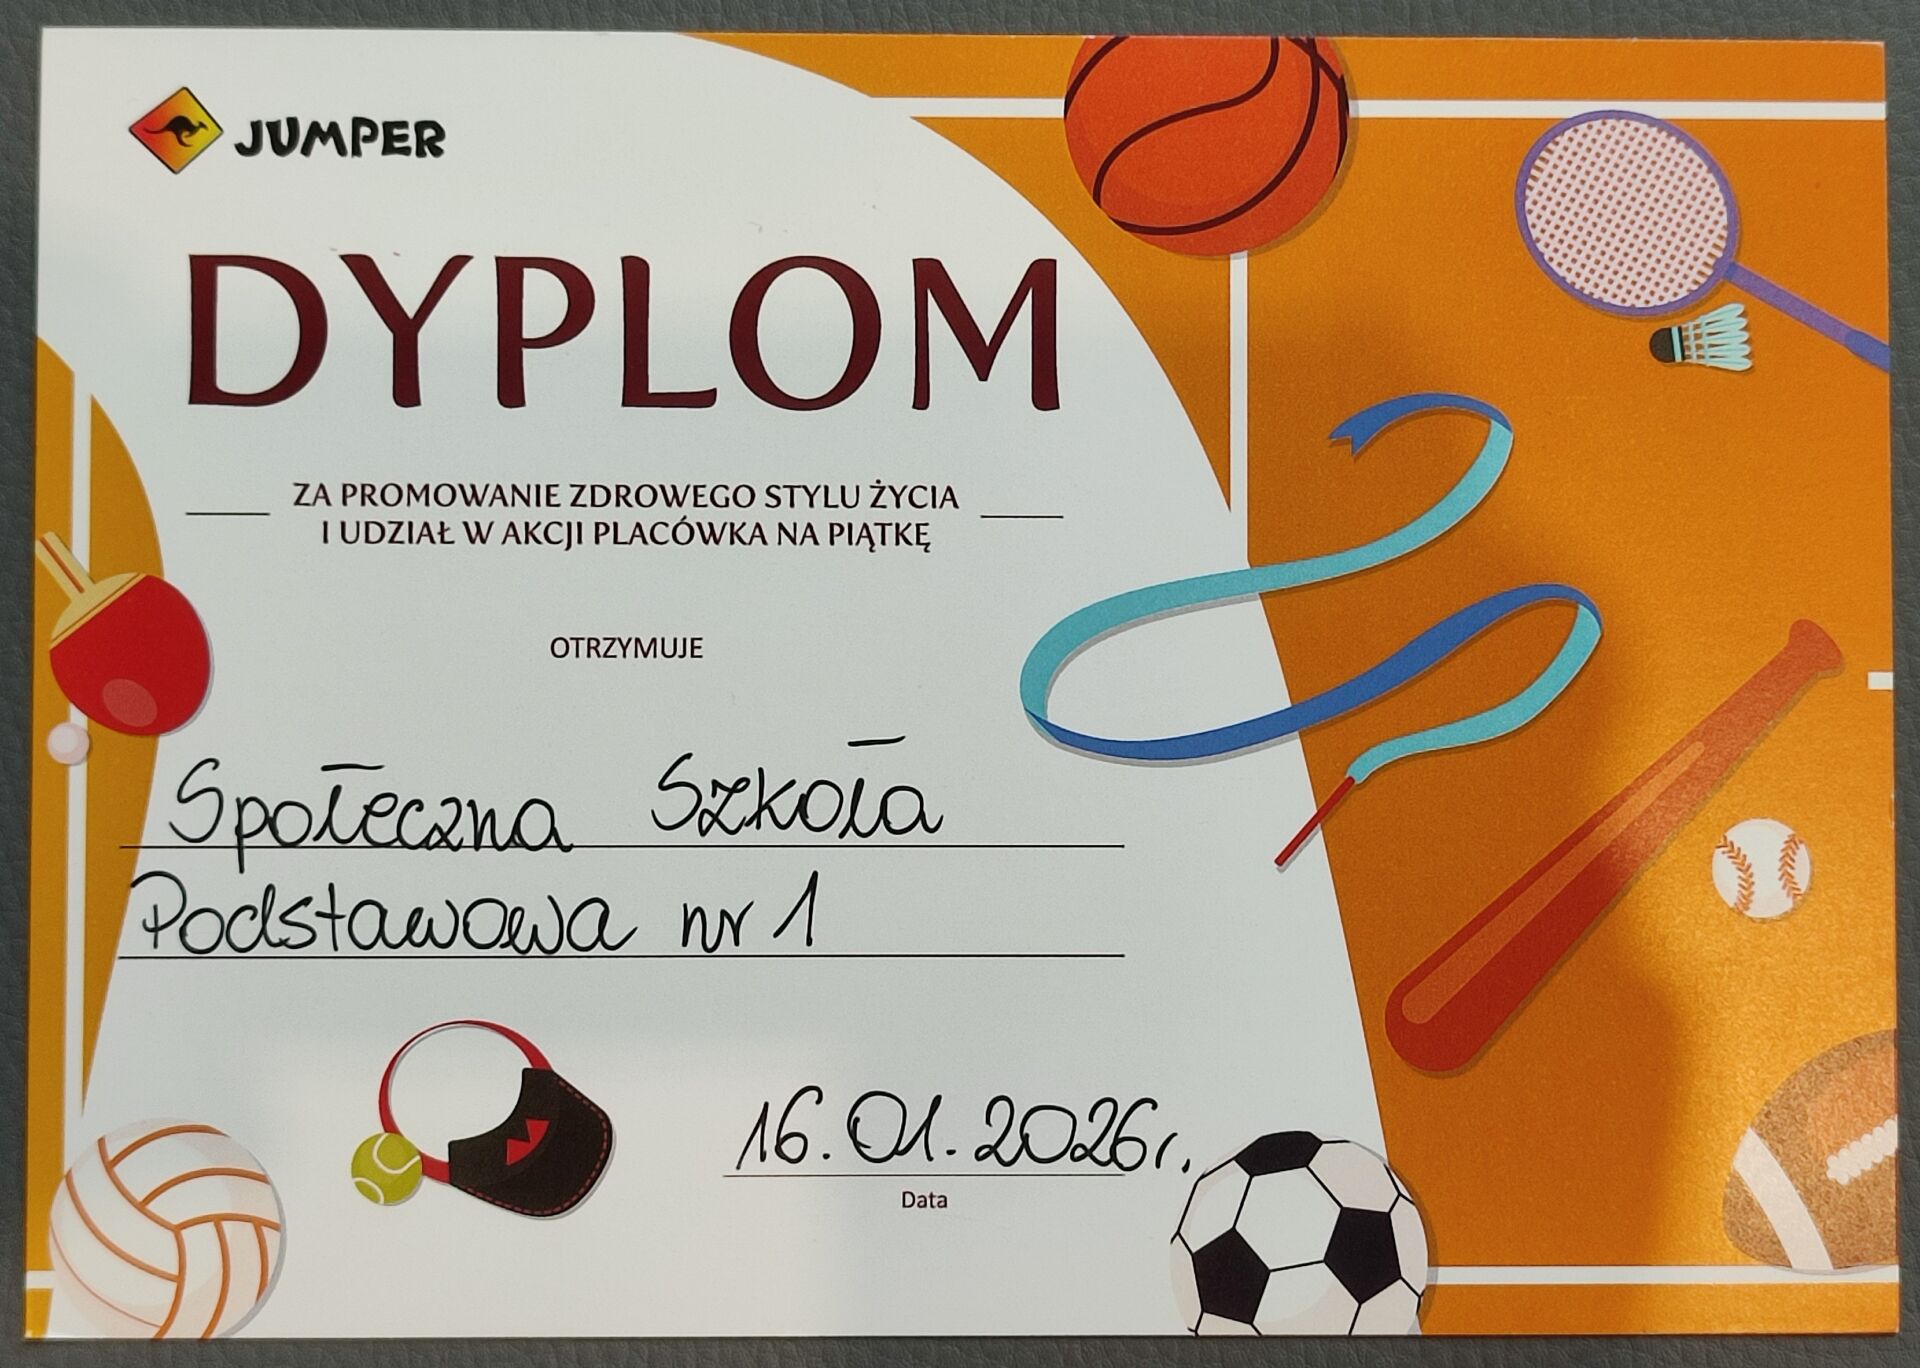 JUMPER
DYPLOM
ZA PROMOWANIE ZDROWEGO STYLU ŻYCIA
I UDZIAŁ W AKCJI PLACÓWKA NA PIĄTKĘ
OTRZYMUJE
Społeczna Szkoła
Podstawowa nr 1
16.01.2026r.
Data